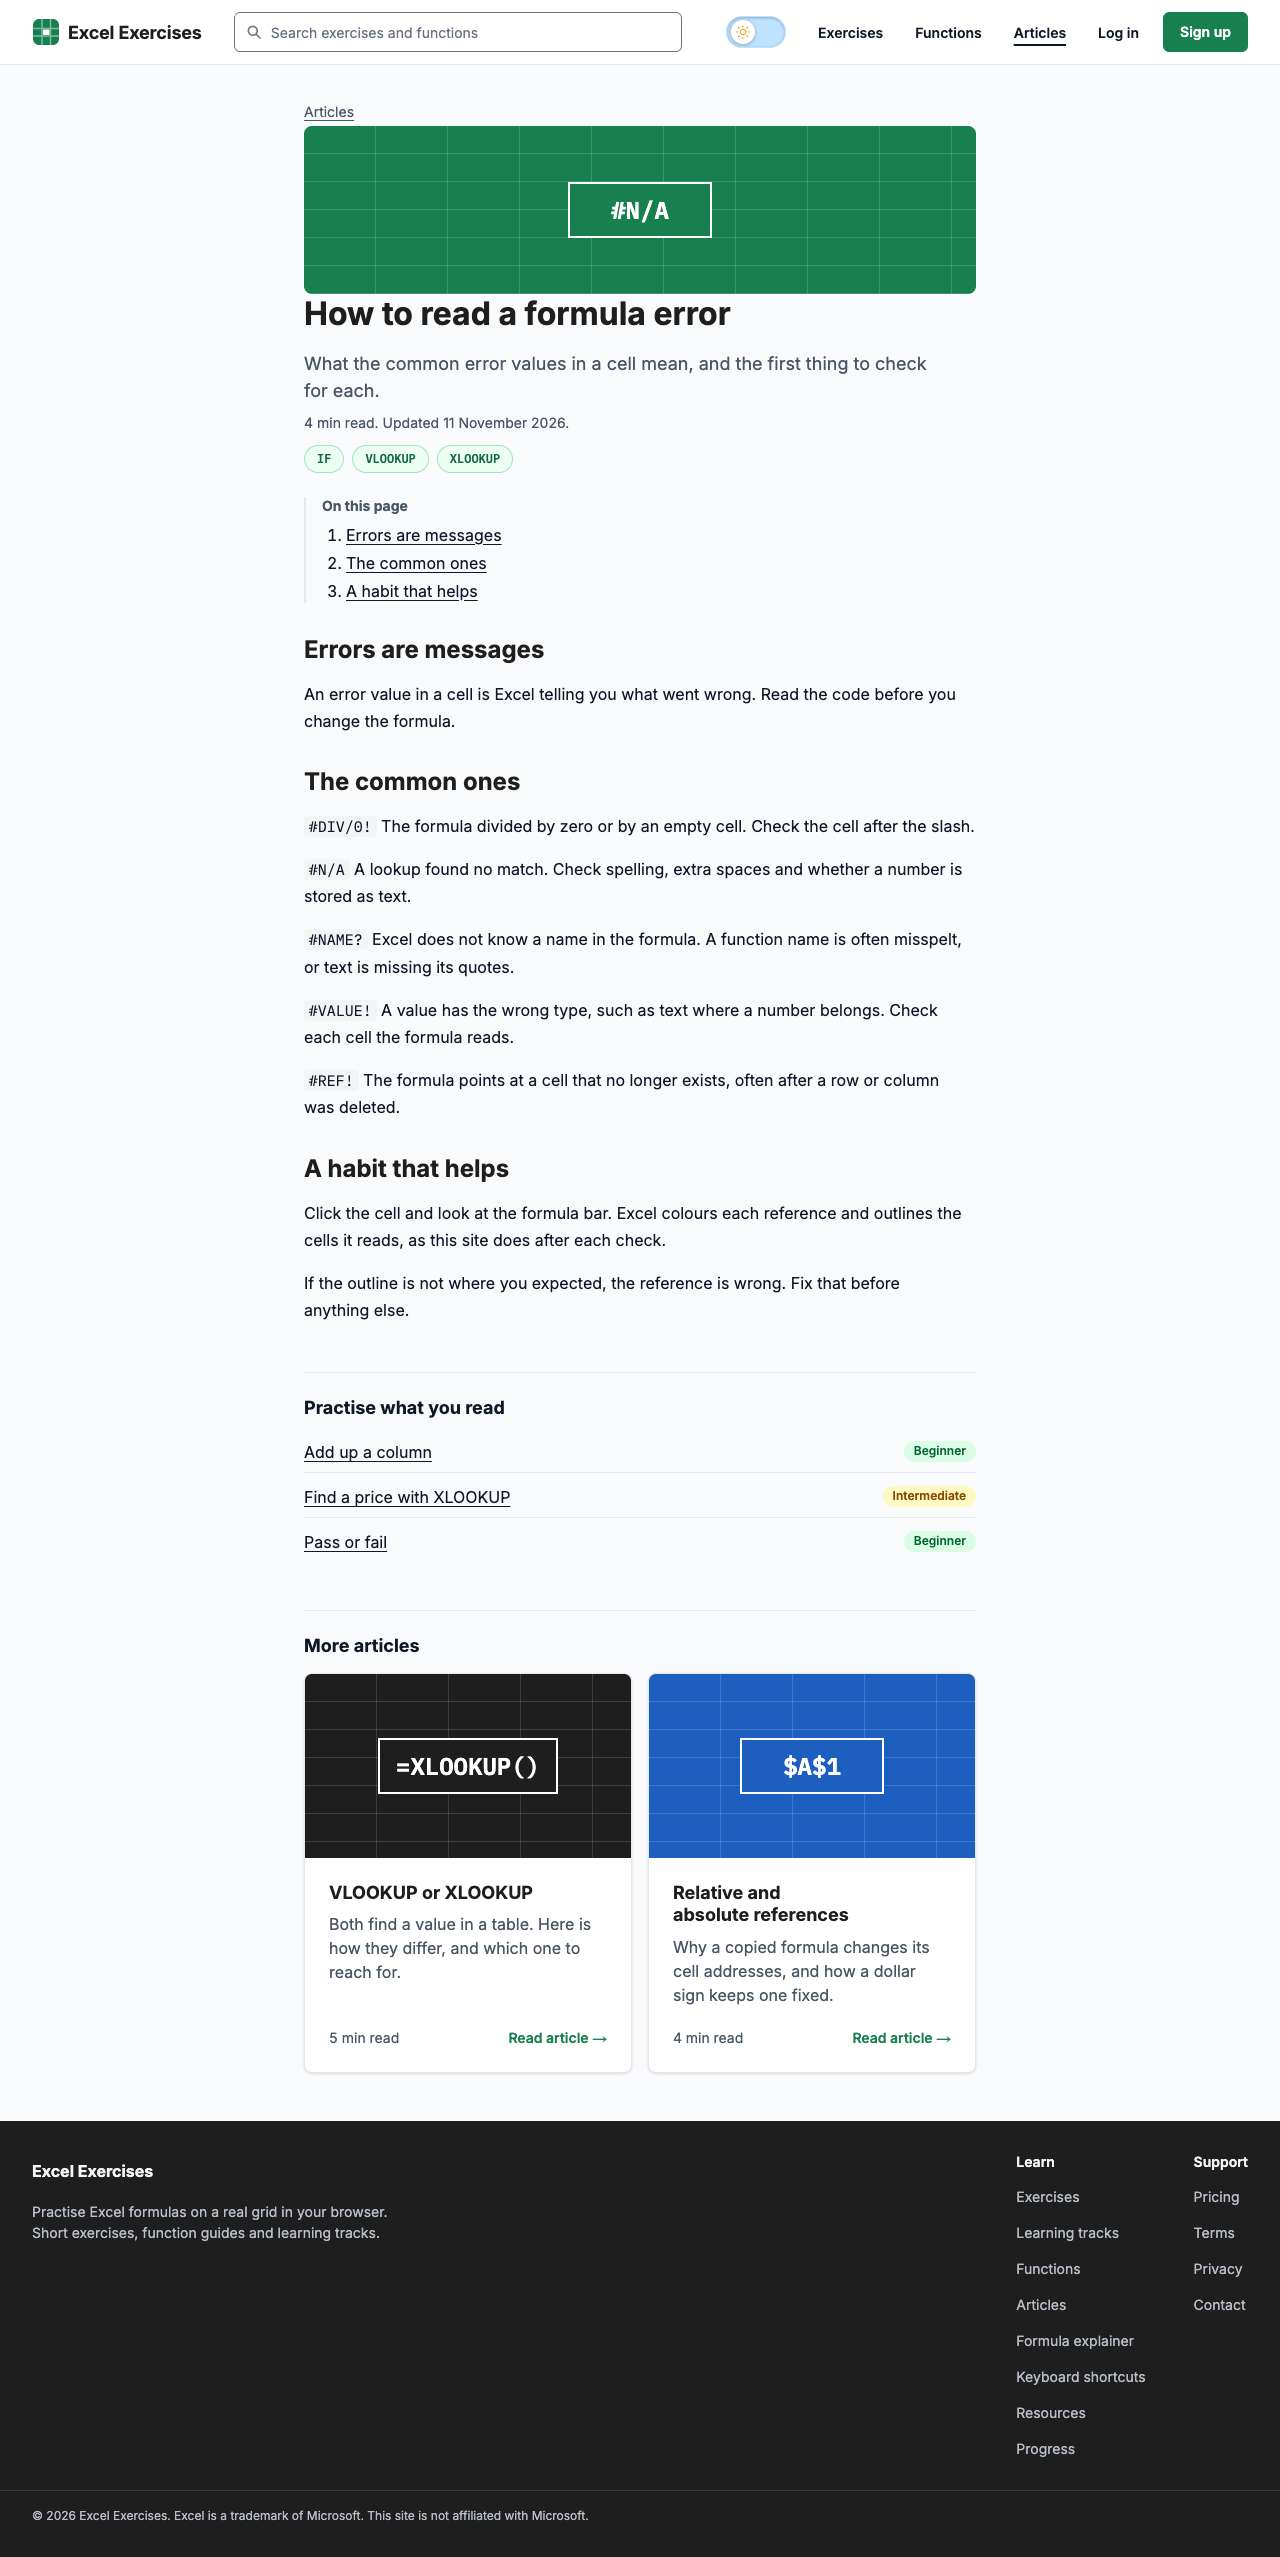 Excel Exercises
Search exercises and functions
Exercises
Functions
Articles
Log in
Sign up
Articles
#N/A
How to read a formula error
What the common error values in a cell mean, and the first thing to check
for each.
4 min read. Updated 11 November 2026.
IF
VLOOKUP
XLOOKUP
On this page
1. Errors are messages
2. The common ones
3. A habit that helps
Errors are messages
An error value in a cell is Excel telling you what went wrong. Read the code before you
change the formula.
The common ones
#DIV/0! The formula divided by zero or by an empty cell. Check the cell after the slash.
#N/A A lookup found no match. Check spelling, extra spaces and whether a number is
stored as text.
#NAME? Excel does not know a name in the formula. A function name is often misspelt,
or text is missing its quotes.
#VALUE! A value has the wrong type, such as text where a number belongs. Check
each cell the formula reads.
#REF! The formula points at a cell that no longer exists, often after a row or column
was deleted.
A habit that helps
Click the cell and look at the formula bar. Excel colours each reference and outlines the
cells it reads, as this site does after each check.
If the outline is not where you expected, the reference is wrong. Fix that before
anything else.
Practise what you read
Add up a column
Beginner
Find a price with XLOOKUP
Intermediate
Pass or fail
Beginner
More articles
=XLOOKUP()
VLOOKUP or XLOOKUP
Both find a value in a table. Here is
how they differ, and which one to
reach for.
5 min read
Read article →
$A$1
Relative and
absolute references
Why a copied formula changes its
cell addresses, and how a dollar
sign keeps one fixed.
4 min read
Read article →
Excel Exercises
Practise Excel formulas on a real grid in your browser.
Short exercises, function guides and learning tracks.
Learn
Exercises
Learning tracks
Functions
Articles
Formula explainer
Keyboard shortcuts
Resources
Progress
Support
Pricing
Terms
Privacy
Contact
© 2026 Excel Exercises. Excel is a trademark of Microsoft. This site is not affiliated with Microsoft.